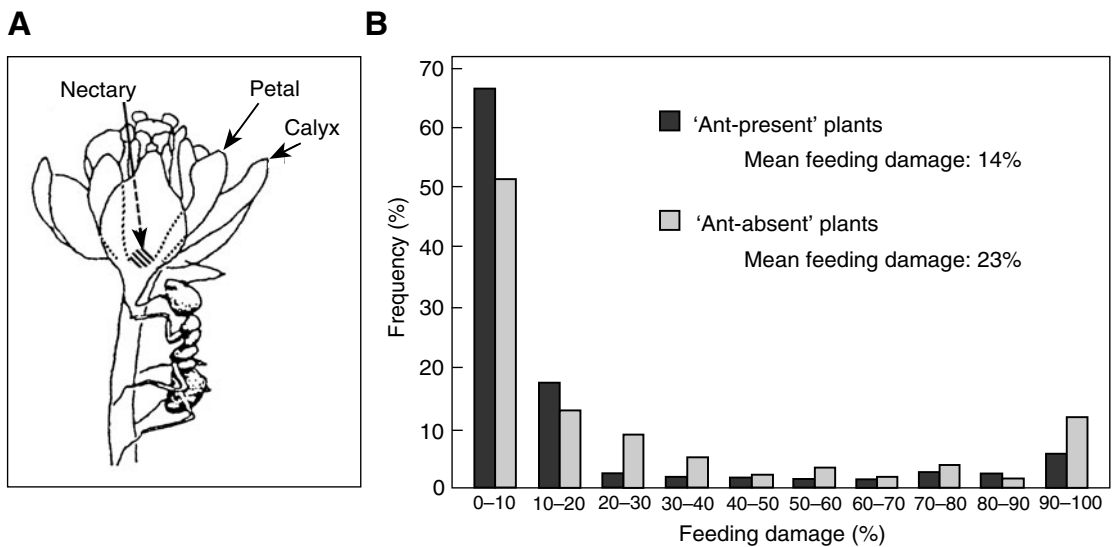 A
Nectary
Petal
Calyx
B
Frequency (%)
70
60
50
40
30
20
10
0
'Ant-present' plants
Mean feeding damage: 14%
'Ant-absent' plants
Mean feeding damage: 23%
0–10 10–20 20–30 30–40 40–50 50–60 60–70 70–80 80–90 90–100
Feeding damage (%)